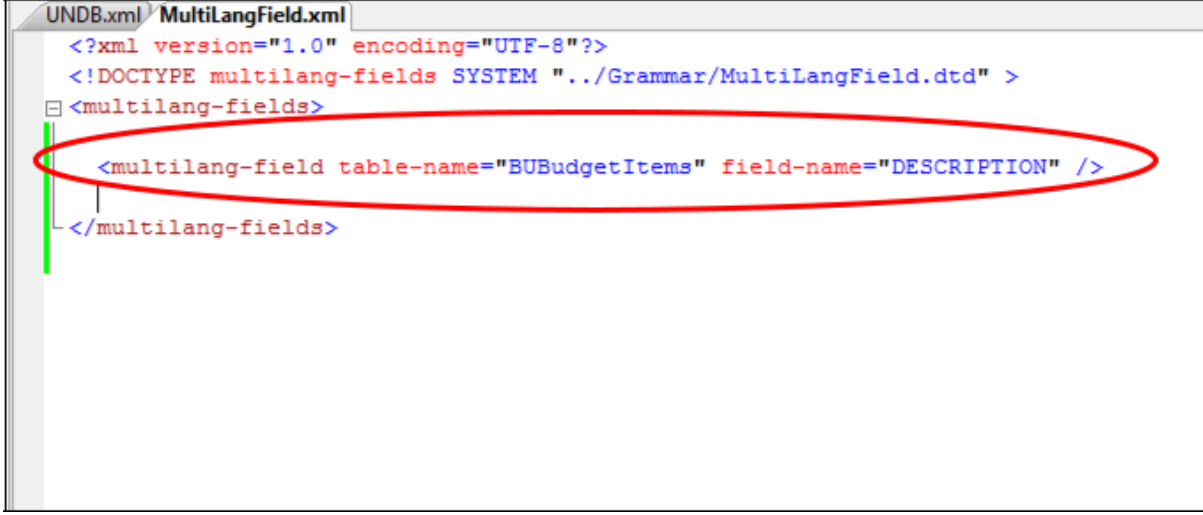 UNDB.xml MultiLangField.xml
<?xml version="1.0" encoding="UTF-8"?>
<!DOCTYPE multilang-fields SYSTEM "../Grammar/MultiLangField.dtd" >
<multilang-fields>
<multilang-field table-name="BUBudgetItems" field-name="DESCRIPTION" />
</multilang-fields>